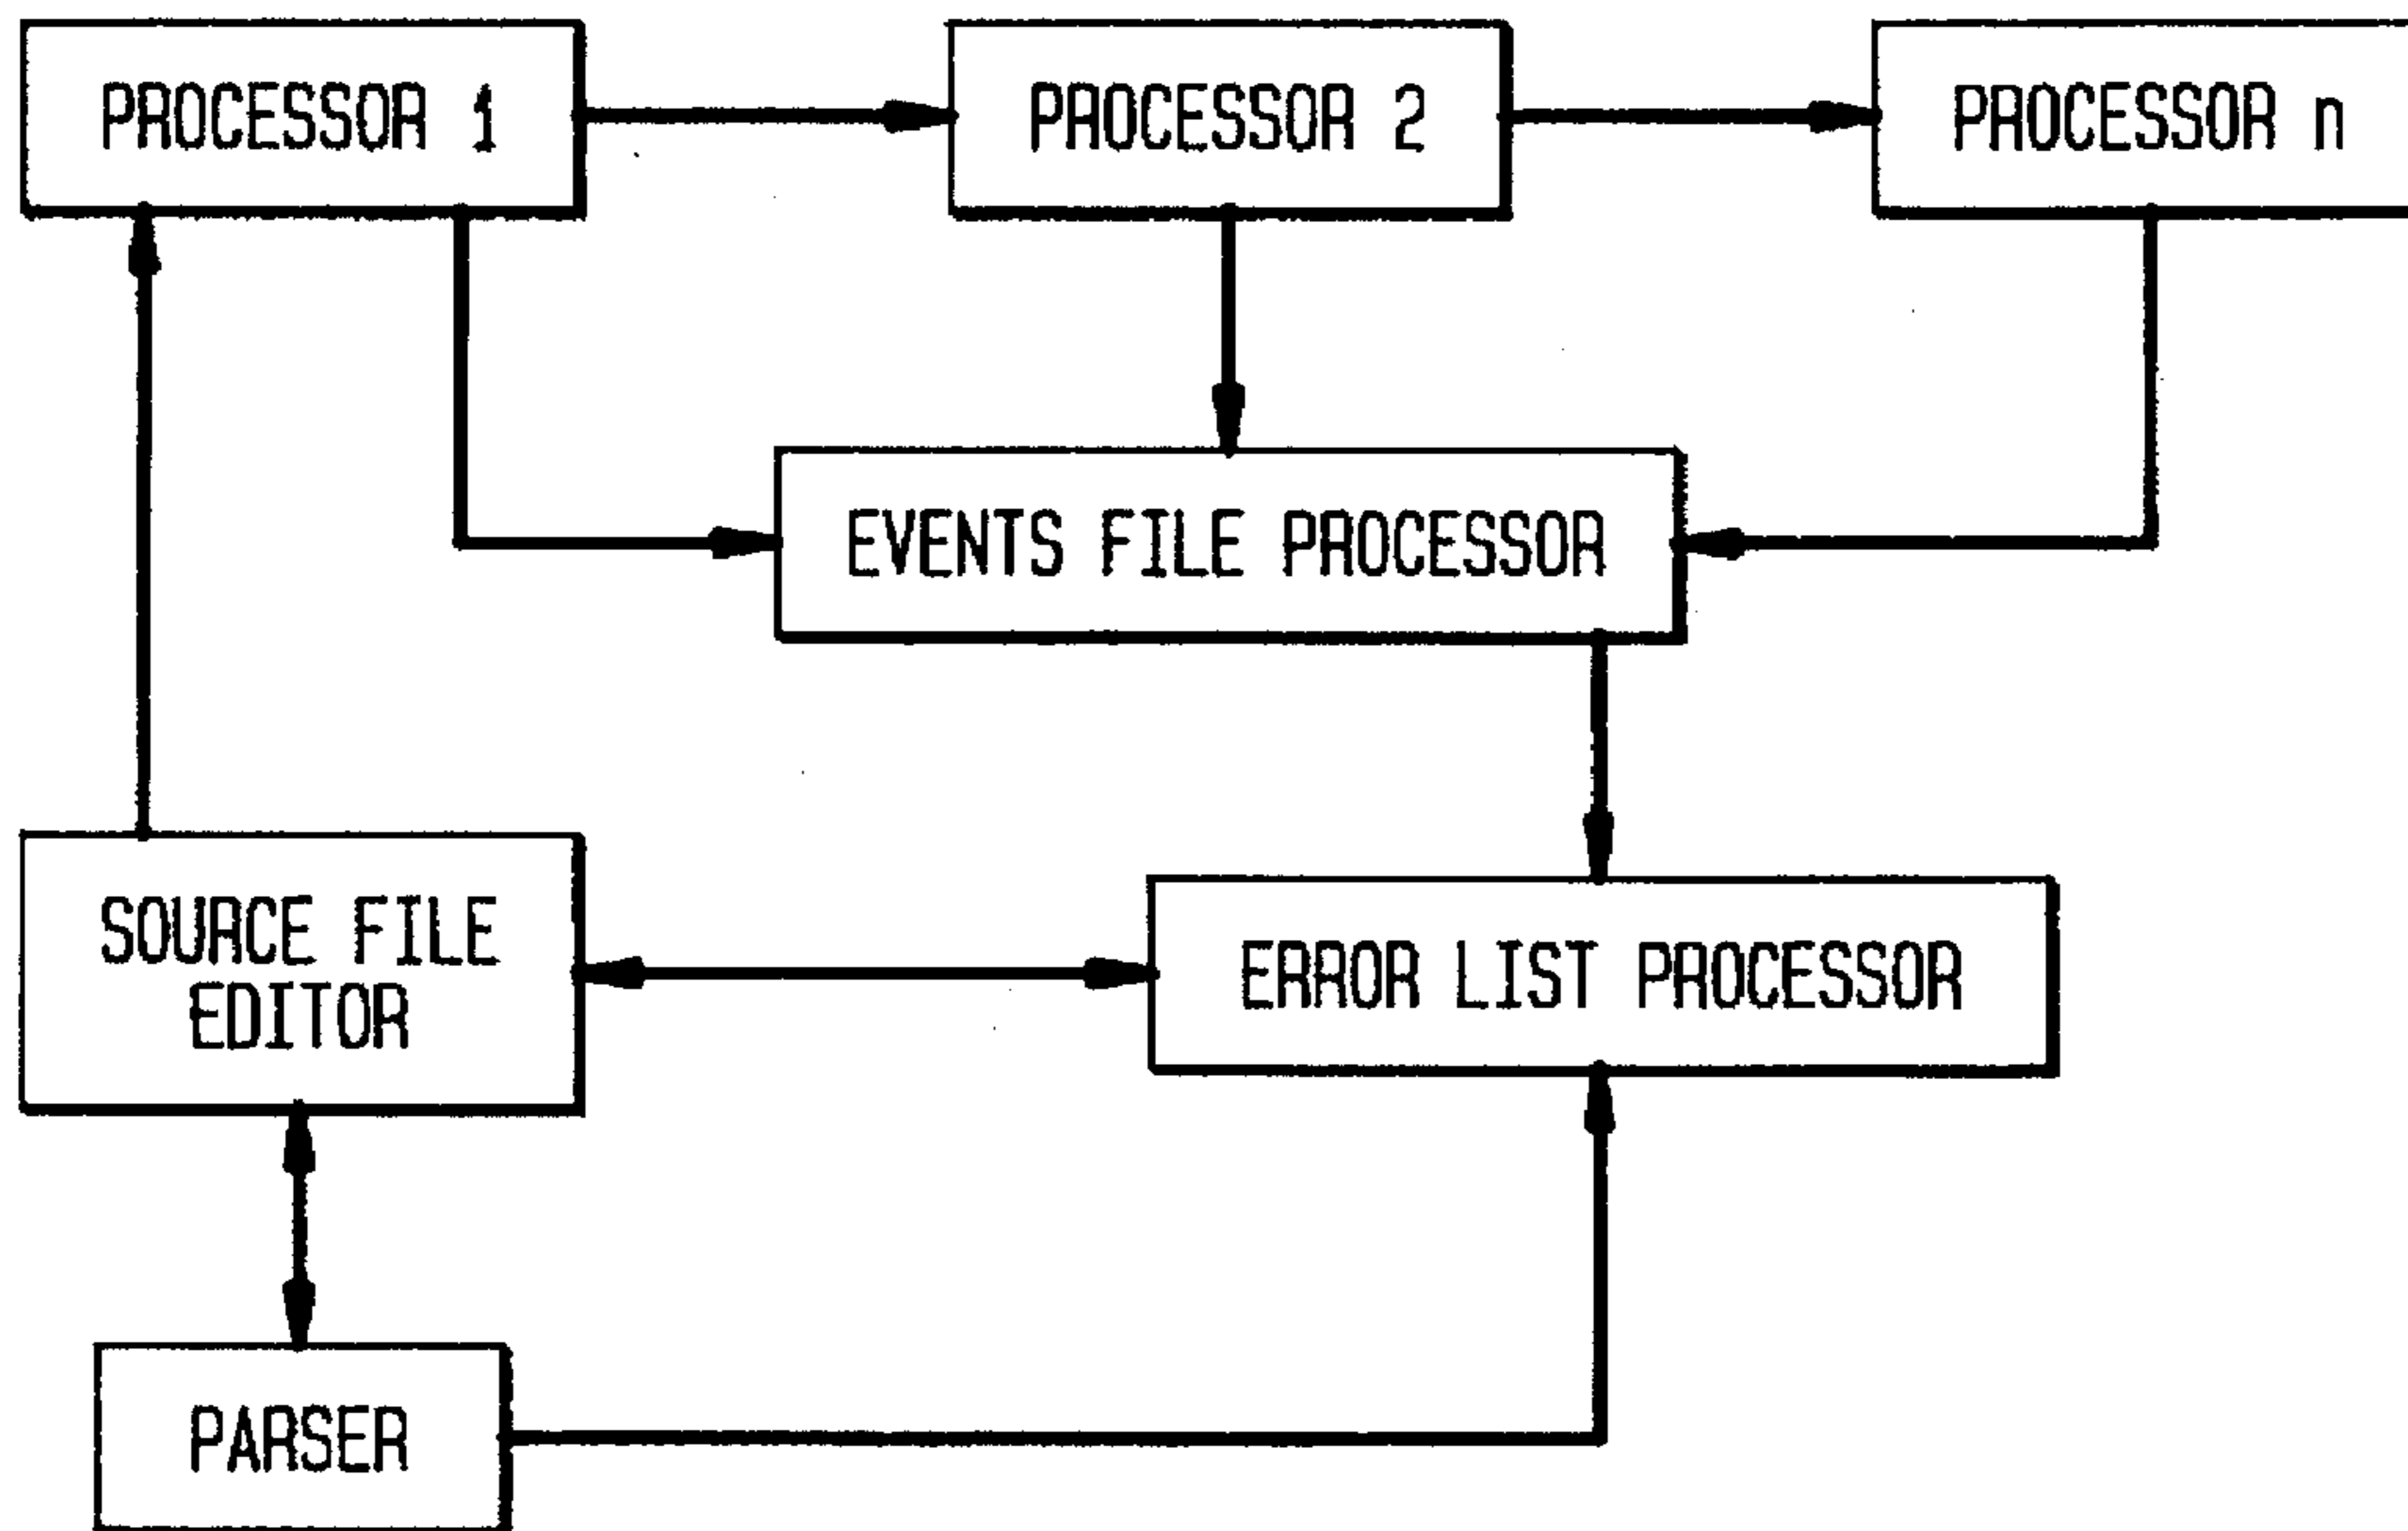 PROCESSOR 1
PROCESSOR 2
PROCESSOR n
EVENTS FILE PROCESSOR
SOURCE FILE
EDITOR
ERROR LIST PROCESSOR
PARSER